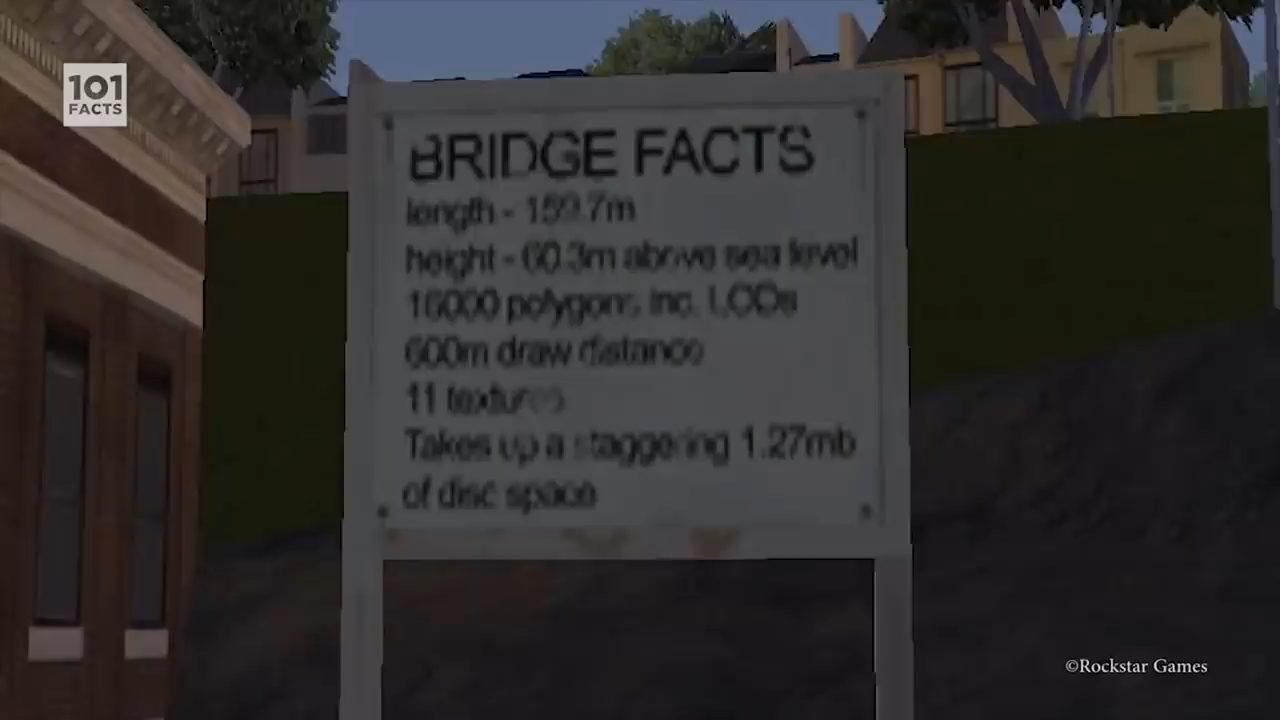 101
FACTS
BRIDGE FACTS
length - 159.7m
height - 60.3m above sea level
16000 polygons inc. LODs
600m draw distance
11 textures
Takes up a staggering 1.27mb
of disc space
©Rockstar Games